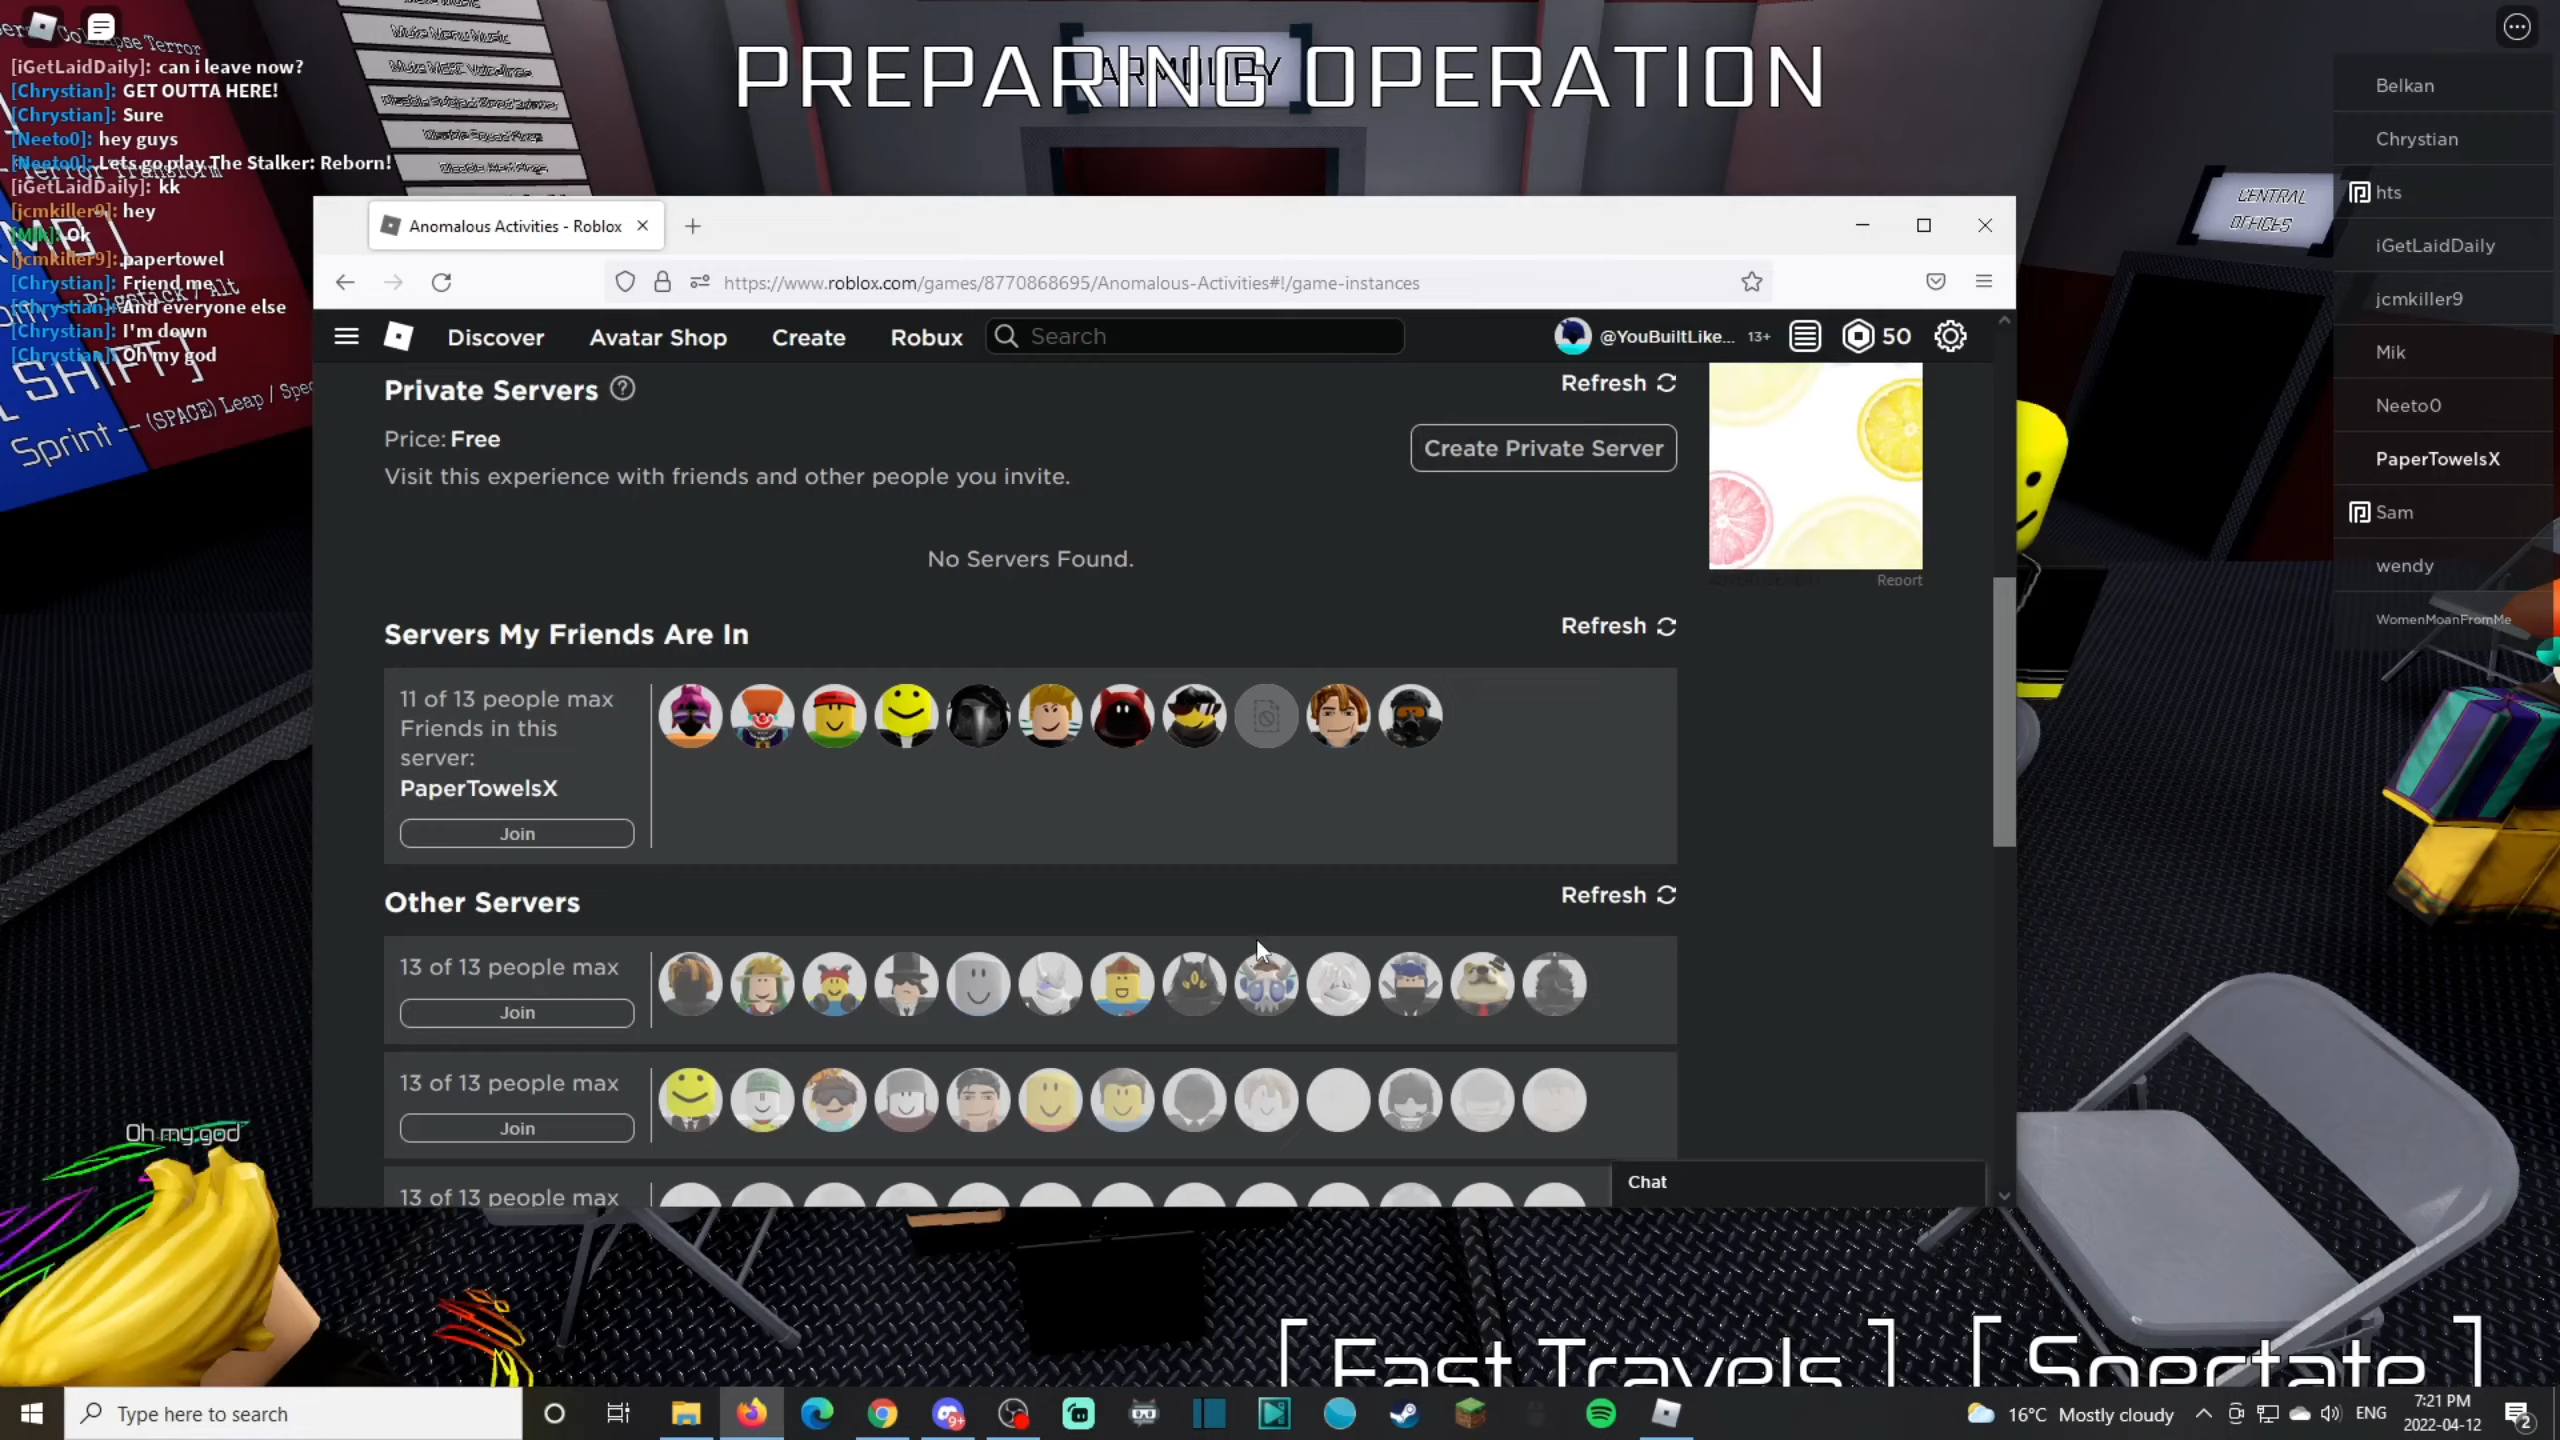 PREPARING OPERATION
ARMOURY
Mute Menu Music
[iGetLaidDaily]: can i leave now?
[Chrystian]: GET OUTTA HERE!
[Chrystian]: Sure
[Neeto0]: hey guys
[Neeto0]: Lets go play The Stalker: Reborn!
[iGetLaidDaily]: kk
[jcmkiller9]: hey
[Mik]: Ok
[jcmkiller9]: papertowel
[Chrystian]: Friend me
[Chrystian]: And everyone else
[Chrystian]: I'm down
[Chrystian]: Oh my god
SHIFT]
Sprint -- (SPACE) Leap /
CENTRAL
OFFICES
Belkan
Chrystian
hts
iGetLaidDaily
jcmkiller9
Mik
Neeto0
PaperTowelsX
Sam
wendy
WomenMoanFromMe
Anomalous Activities - Roblox
https://www.roblox.com/games/8770868695/Anomalous-Activities#!/game-instances
Discover
Avatar Shop
Create
Robux
Search
@YouBuiltLike...
13+
50
Private Servers
Refresh
Price: Free
Create Private Server
Visit this experience with friends and other people you invite.
No Servers Found.
Report
Servers My Friends Are In
Refresh
11 of 13 people max
Friends in this
server:
PaperTowelsX
Join
Other Servers
Refresh
13 of 13 people max
Join
13 of 13 people max
Join
13 of 13 people max
Chat
Oh my god
[ Fast Travels ] [ Spectate ]
Type here to search
9+
16°C Mostly cloudy
ENG
7:21 PM
2022-04-12
2